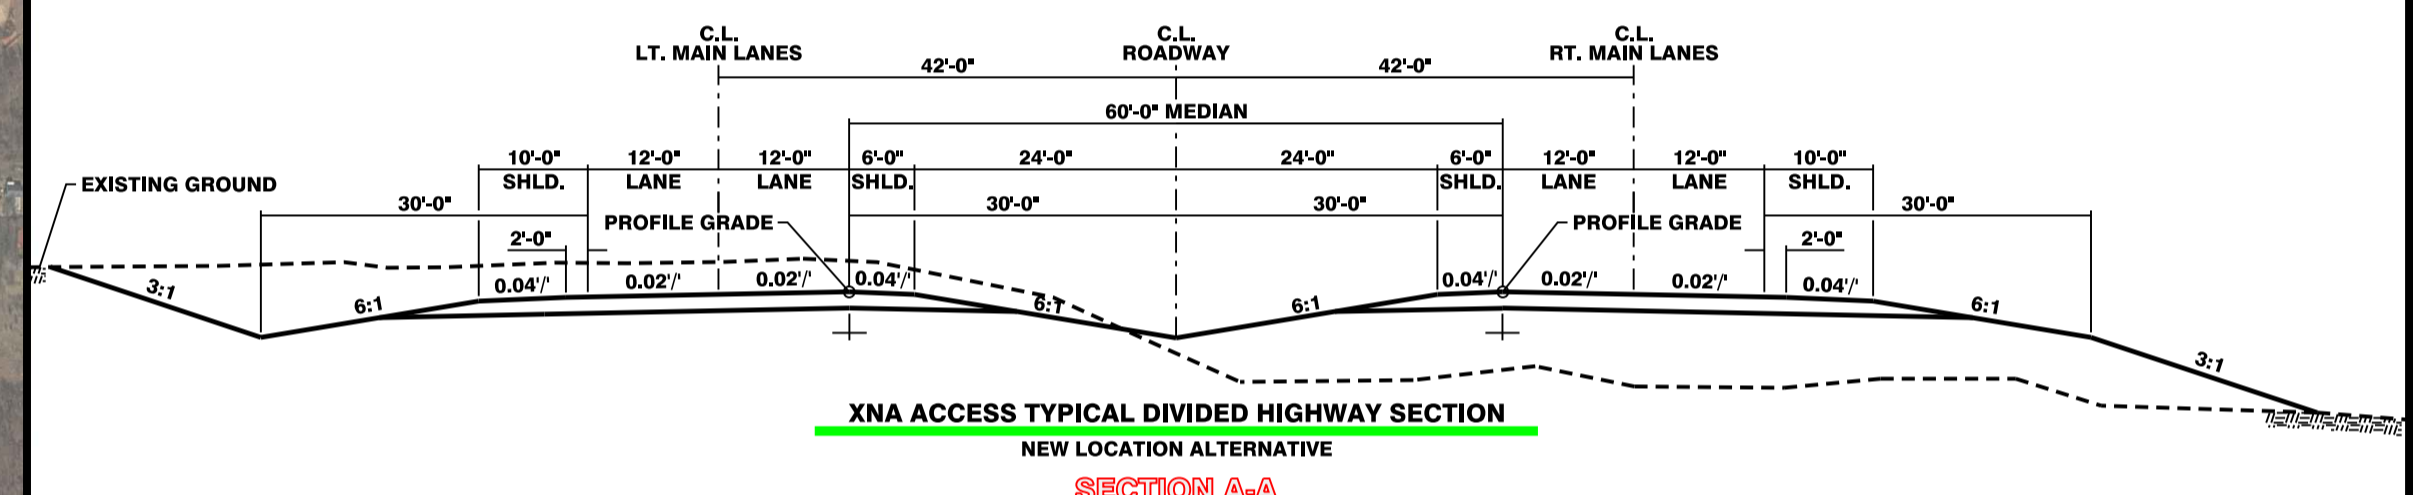 C.L.
LT. MAIN LANES
C.L.
ROADWAY
C.L.
RT. MAIN LANES
42'-0"
42'-0"
60'-0" MEDIAN
10'-0" 12'-0" 12'-0" 6'-0" 24'-0" 24'-0" 6'-0" 12'-0" 12'-0" 10'-0"
SHLD. LANE LANE SHLD. SHLD. LANE LANE SHLD.
EXISTING GROUND
30'-0" 30'-0" 30'-0" 30'-0"
PROFILE GRADE PROFILE GRADE
2'-0" 2'-0"
0.04'/' 0.02'/' 0.02'/' 0.04'/' 0.04'/' 0.02'/' 0.02'/' 0.04'/'
3:1 6:1 6:1 6:1 6:1 3:1
XNA ACCESS TYPICAL DIVIDED HIGHWAY SECTION
NEW LOCATION ALTERNATIVE
SECTION A-A